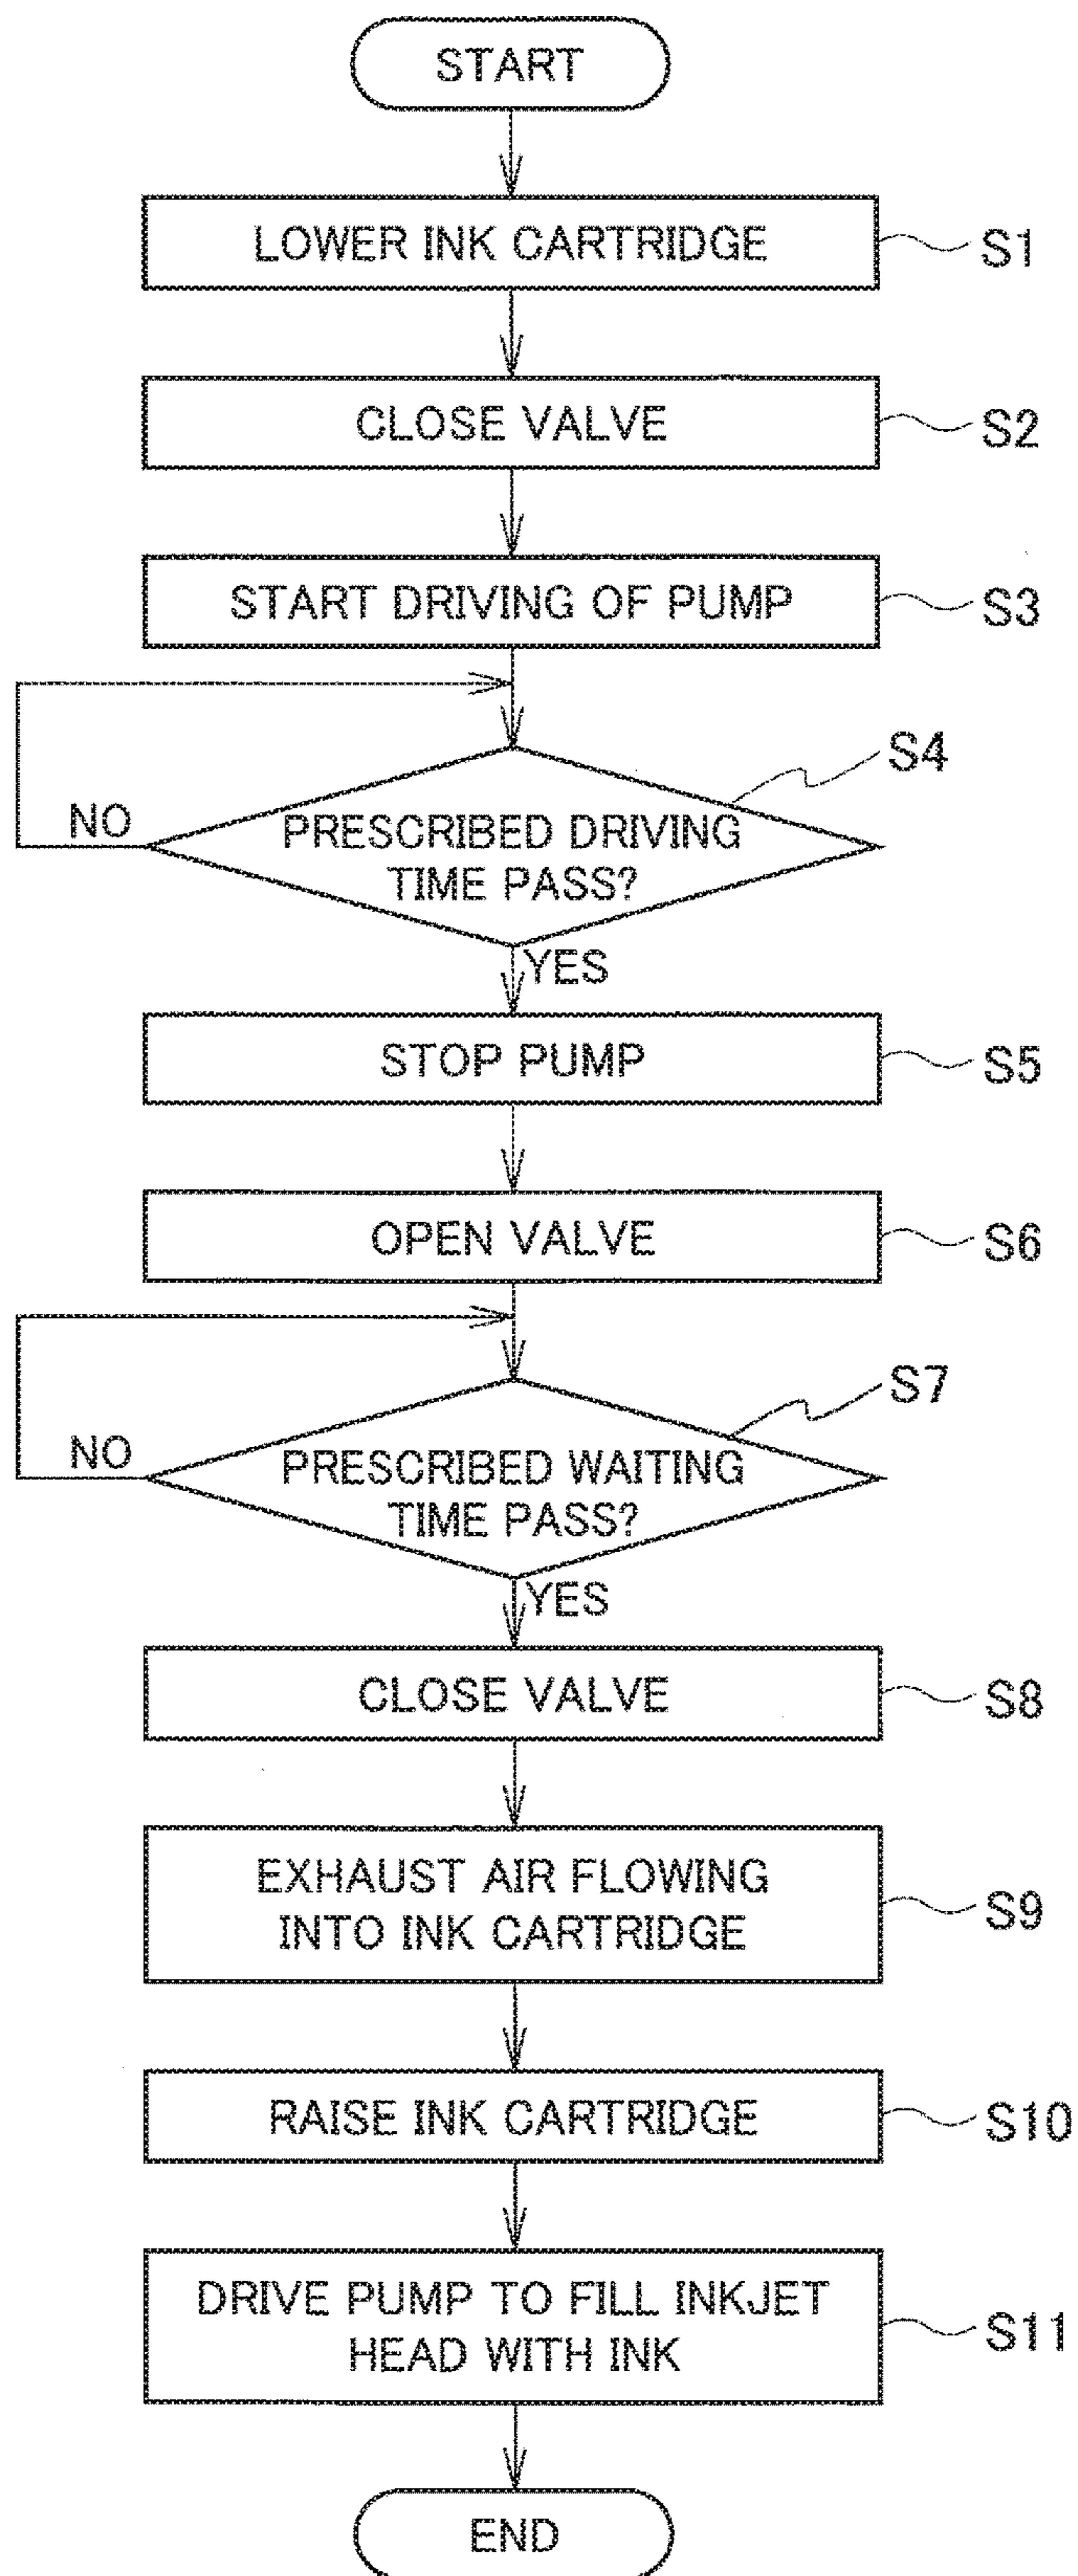 START
LOWER INK CARTRIDGE
S1
CLOSE VALVE
S2
START DRIVING OF PUMP
S3
S4
NO
PRESCRIBED DRIVING
TIME PASS?
YES
STOP PUMP
S5
OPEN VALVE
S6
S7
NO
PRESCRIBED WAITING
TIME PASS?
YES
CLOSE VALVE
S8
EXHAUST AIR FLOWING
INTO INK CARTRIDGE
S9
RAISE INK CARTRIDGE
S10
DRIVE PUMP TO FILL INKJET
HEAD WITH INK
S11
END